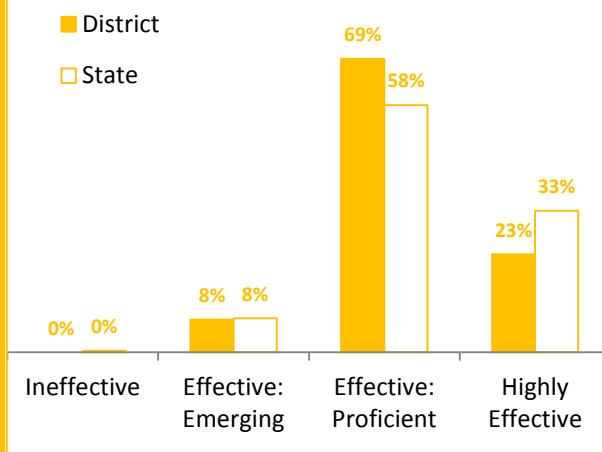 District
State
69%
58%
33%
23%
8% 8%
0% 0%
Ineffective
Effective:
Emerging
Effective:
Proficient
Highly
Effective